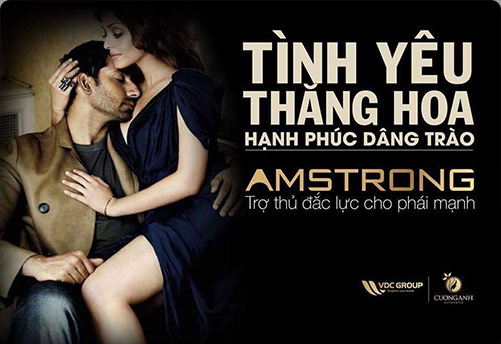 TÌNH YÊU
THĂNG HOA
HẠNH PHÚC DÂNG TRÀO
AMSTRONG
Trợ thủ đắc lực cho phái mạnh
VDC GROUP
CUONGANH